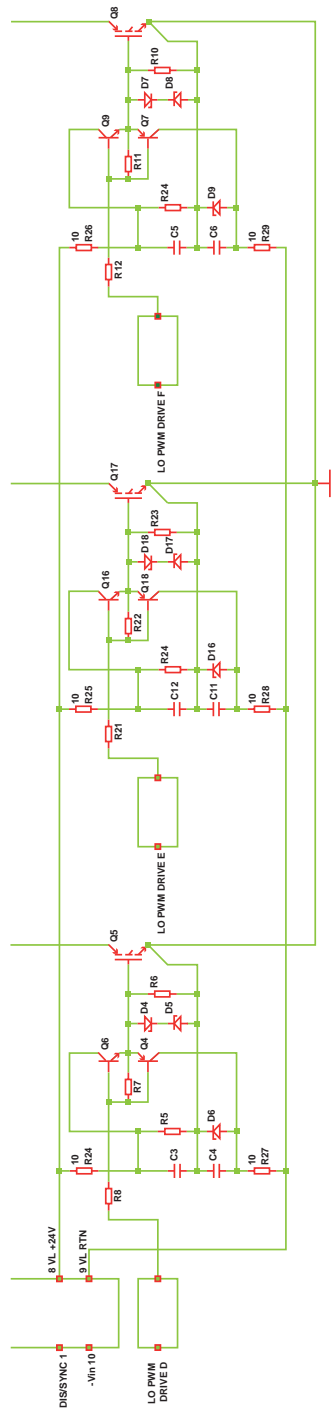 Q8
R10
D7
D8
Q9
Q7
R11
R24
D9
10
R26
C5
C6
10
R29
R12
LO PWM DRIVE F
Q17
R23
D18
D17
Q16
Q18
R22
R24
D16
10
R25
C12
C11
10
R28
R21
LO PWM DRIVE E
Q5
R6
D4
D5
Q6
Q4
R7
R5
D6
10
R24
C3
C4
10
R27
R8
8 VL +24V
9 VL RTN
DIS/SYNC 1
-Vin 10
LO PWM
DRIVE D